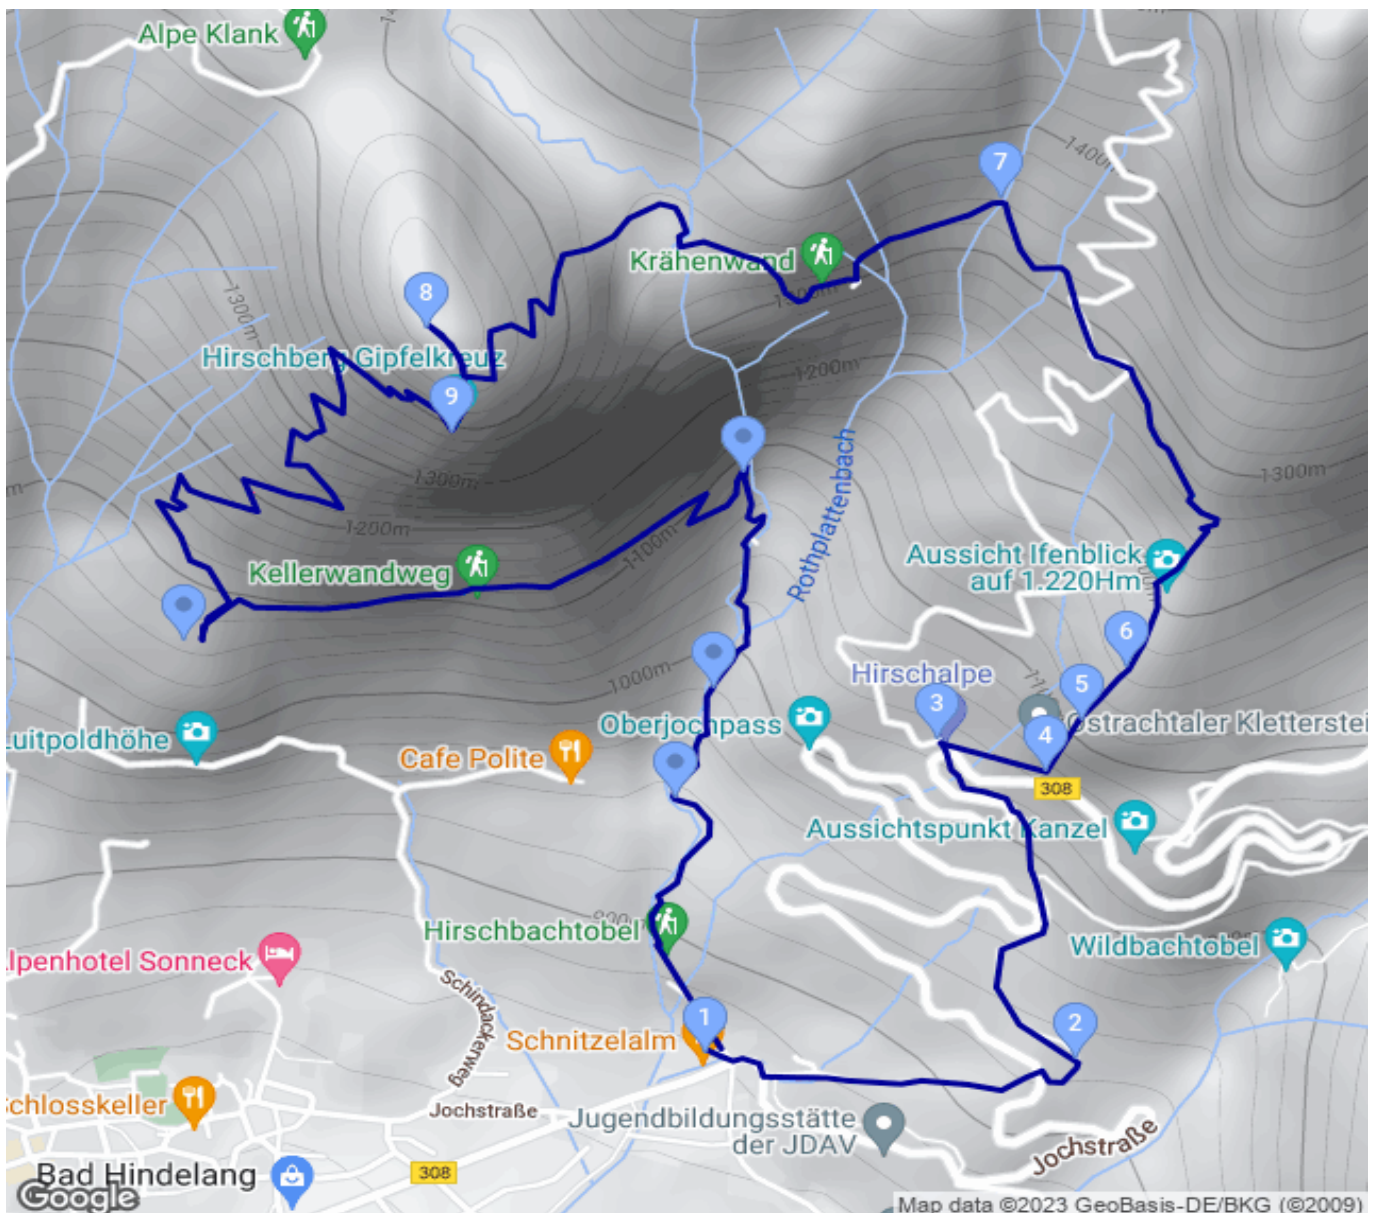 Alpe Klank
1400m
7
Krähenwand
1300m
8
Hirschberg Gipfelkreuz
1200m
9
1300m
1300m
1200m
Rothplattenbach
1100m
Aussicht Ifenblick
auf 1.220Hm
Kellerwandweg
6
1000m
Hirschalpe
5
3
Oberjochpass
Ostrachtaler Kletterstei
4
Luitpoldhöhe
Cafe Polite
308
Aussichtspunkt Kanzel
Hirschbachtobel
Wildbachtobel
lpenhotel Sonneck
Schindackerweg
1
2
Schnitzelalm
chlosskeller
Jochstraße
Jugendbildungsstätte
der JDAV
Jochstraße
308
Bad Hindelang
Google
Map data ©2023 GeoBasis-DE/BKG (©2009)